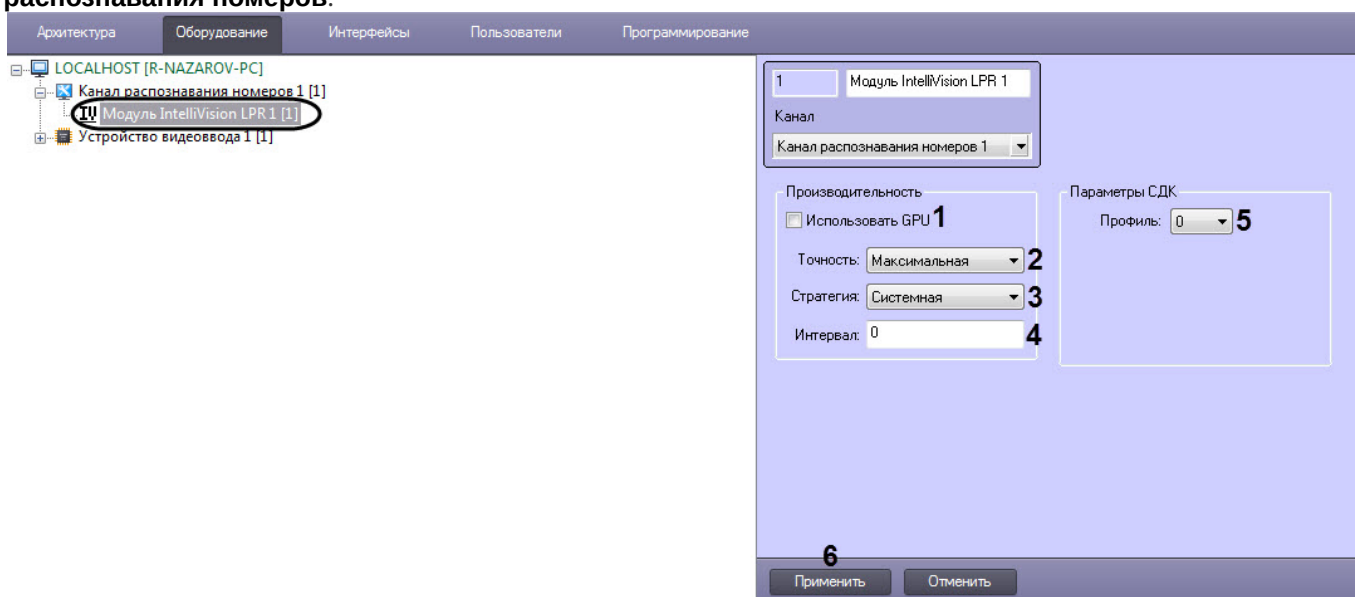 распознавания номеров.
Архитектура Оборудование Интерфейсы Пользователи Программирование
LOCALHOST [R-NAZAROV-PC]
Канал распознавания номеров 1 [1]
Модуль IntelliVision LPR 1 [1]
Устройство видеоввода 1 [1]
1 Модуль IntelliVision LPR 1
Канал
Канал распознавания номеров 1
Производительность
Использовать GPU 1
Точность: Максимальная 2
Стратегия: Системная 3
Интервал: 0 4
Параметры СДК
Профиль: 0 5
6
Применить Отменить